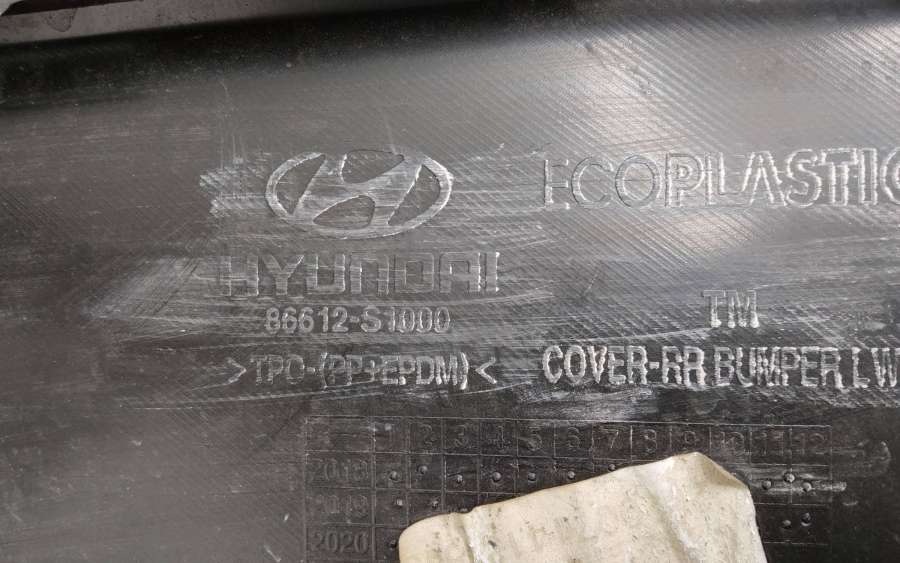 ECOPLASTIC
HYUNDAI
86612-S1000
TM
>TPO-(PP+EPDM)<
COVER-RR BUMPER LWR
1 2 3 4 5 6 7 8 9 10 11 12
2018
2019
2020